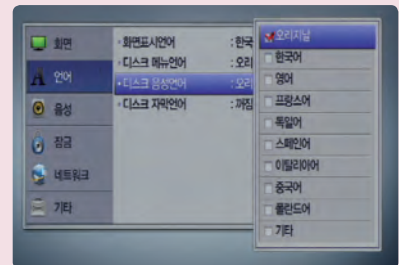 화면
언어
음성
잠금
네트워크
기타
화면표시언어 : 한국
디스크 메뉴언어 : 오리
디스크 음성언어 : 오리
디스크 자막언어 : 꺼짐
오리지날
한국어
영어
프랑스어
독일어
스페인어
이탈리아어
중국어
폴란드어
기타